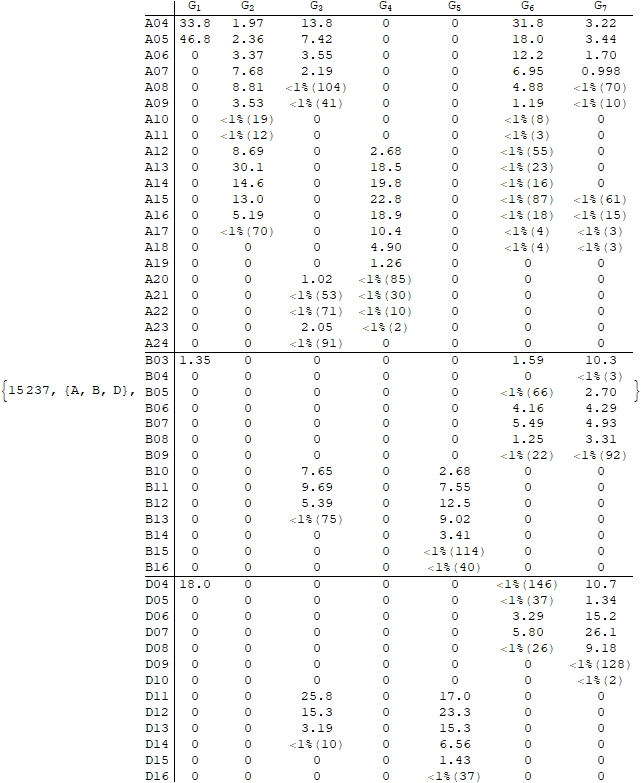 G1 G2 G3 G4 G5 G6 G7
A04 33.8 1.97 13.8 0 0 31.8 3.22
A05 46.8 2.36 7.42 0 0 18.0 3.44
A06 0 3.37 3.55 0 0 12.2 1.70
A07 0 7.68 2.19 0 0 6.95 0.998
A08 0 8.81 <1%(104) 0 0 4.88 <1%(70)
A09 0 3.53 <1%(41) 0 0 1.19 <1%(10)
A10 0 <1%(19) 0 0 0 <1%(8) 0
A11 0 <1%(12) 0 0 0 <1%(3) 0
A12 0 8.69 0 2.68 0 <1%(55) 0
A13 0 30.1 0 18.5 0 <1%(23) 0
A14 0 14.6 0 19.8 0 <1%(16) 0
A15 0 13.0 0 22.8 0 <1%(87) <1%(61)
A16 0 5.19 0 18.9 0 <1%(18) <1%(15)
A17 0 <1%(70) 0 10.4 0 <1%(4) <1%(3)
A18 0 0 0 4.90 0 <1%(4) <1%(3)
A19 0 0 0 1.26 0 0 0
A20 0 0 1.02 <1%(85) 0 0 0
A21 0 0 <1%(53) <1%(30) 0 0 0
A22 0 0 <1%(71) <1%(10) 0 0 0
A23 0 0 2.05 <1%(2) 0 0 0
A24 0 0 <1%(91) 0 0 0 0
B03 1.35 0 0 0 0 1.59 10.3
B04 0 0 0 0 0 0 <1%(3)
{15237, {A, B, D}, B05 0 0 0 0 0 <1%(66) 2.70 }
B06 0 0 0 0 0 4.16 4.29
B07 0 0 0 0 0 5.49 4.93
B08 0 0 0 0 0 1.25 3.31
B09 0 0 0 0 0 <1%(22) <1%(92)
B10 0 0 7.65 0 2.68 0 0
B11 0 0 9.69 0 7.55 0 0
B12 0 0 5.39 0 12.5 0 0
B13 0 0 <1%(75) 0 9.02 0 0
B14 0 0 0 0 3.41 0 0
B15 0 0 0 0 <1%(114) 0 0
B16 0 0 0 0 <1%(40) 0 0
D04 18.0 0 0 0 0 <1%(146) 10.7
D05 0 0 0 0 0 <1%(37) 1.34
D06 0 0 0 0 0 3.29 15.2
D07 0 0 0 0 0 5.80 26.1
D08 0 0 0 0 0 <1%(26) 9.18
D09 0 0 0 0 0 0 <1%(128)
D10 0 0 0 0 0 0 <1%(2)
D11 0 0 25.8 0 17.0 0 0
D12 0 0 15.3 0 23.3 0 0
D13 0 0 3.19 0 15.3 0 0
D14 0 0 <1%(10) 0 6.56 0 0
D15 0 0 0 0 1.43 0 0
D16 0 0 0 0 <1%(37) 0 0